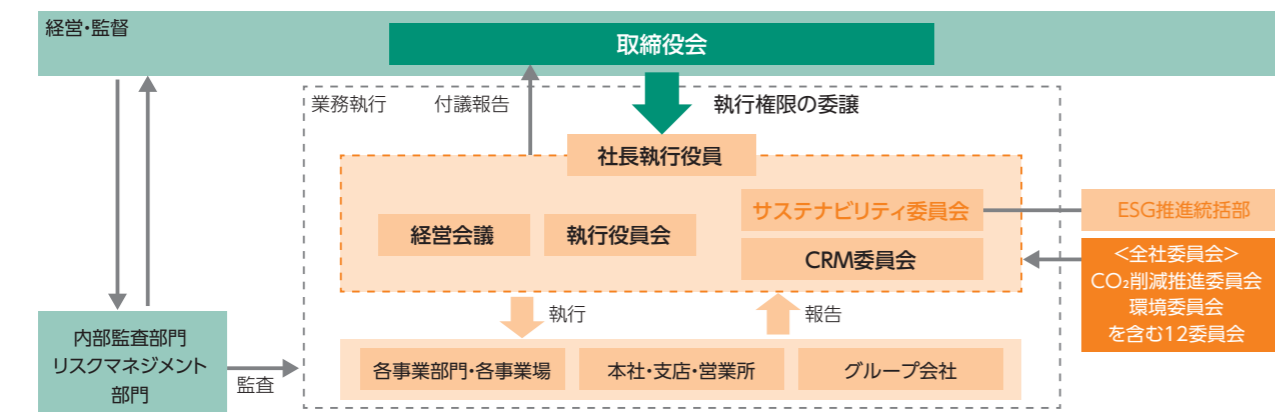 経営・監督
取締役会
業務執行
付議報告
執行権限の委譲
社長執行役員
経営会議
執行役員会
サステナビリティ委員会
CRM委員会
ESG推進統括部
<全社委員会>
CO₂削減推進委員会
環境委員会
を含む12委員会
執行
報告
内部監査部門
リスクマネジメント
部門
監査
各事業部門・各事業場
本社・支店・営業所
グループ会社